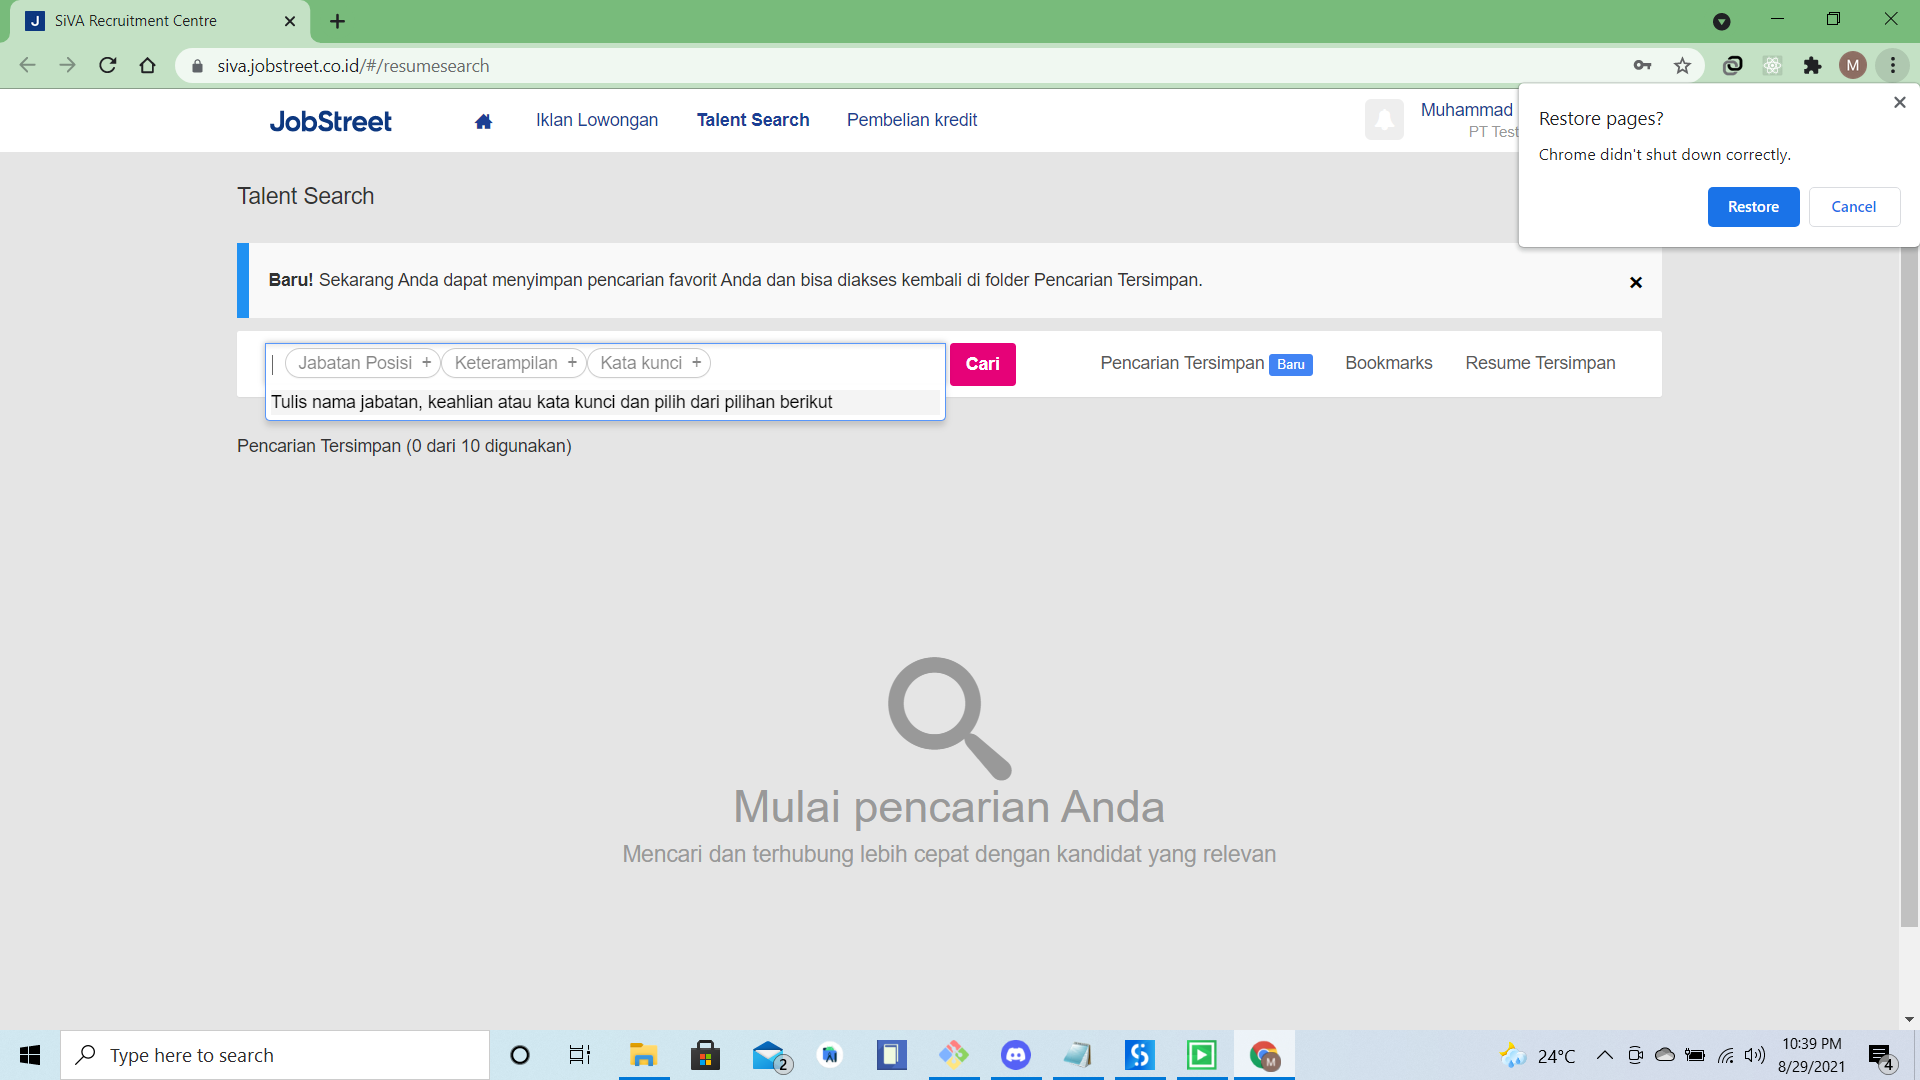 J SiVA Recruitment Centre
siva.jobstreet.co.id/#/resumesearch
M
JobStreet
Iklan Lowongan
Talent Search
Pembelian kredit
Muhammad
PT Test
Restore pages?
Chrome didn't shut down correctly.
Restore
Cancel
Talent Search
Baru! Sekarang Anda dapat menyimpan pencarian favorit Anda dan bisa diakses kembali di folder Pencarian Tersimpan.
Jabatan Posisi +
Keterampilan +
Kata kunci +
Cari
Pencarian Tersimpan Baru
Bookmarks
Resume Tersimpan
Tulis nama jabatan, keahlian atau kata kunci dan pilih dari pilihan berikut
Pencarian Tersimpan (0 dari 10 digunakan)
Mulai pencarian Anda
Mencari dan terhubung lebih cepat dengan kandidat yang relevan
Type here to search
2
M
24°C
10:39 PM
8/29/2021
4